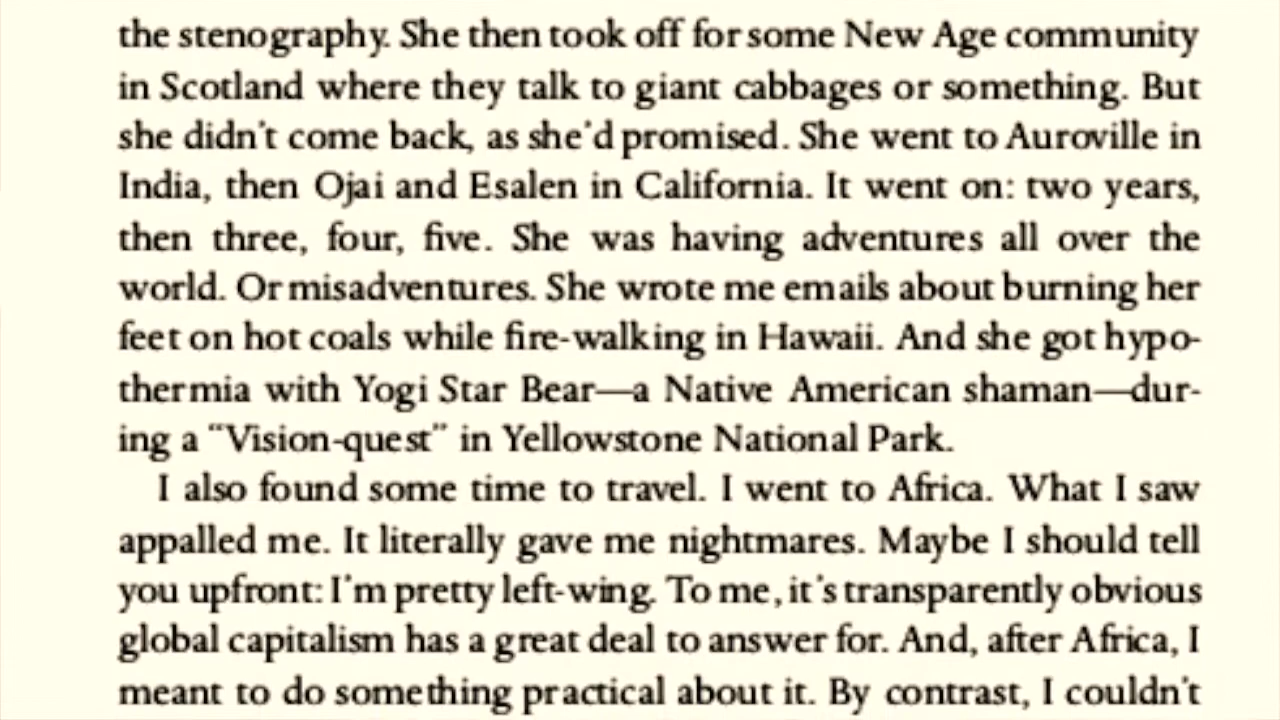 the stenography. She then took off for some New Age community
in Scotland where they talk to giant cabbages or something. But
she didn't come back, as she'd promised. She went to Auroville in
India, then Ojai and Esalen in California. It went on: two years,
then three, four, five. She was having adventures all over the
world. Or misadventures. She wrote me emails about burning her
feet on hot coals while fire-walking in Hawaii. And she got hypo-
thermia with Yogi Star Bear—a Native American shaman—dur-
ing a “Vision-quest” in Yellowstone National Park.
I also found some time to travel. I went to Africa. What I saw
appalled me. It literally gave me nightmares. Maybe I should tell
you upfront: I'm pretty left-wing. To me, it's transparently obvious
global capitalism has a great deal to answer for. And, after Africa, I
meant to do something practical about it. By contrast, I couldn't